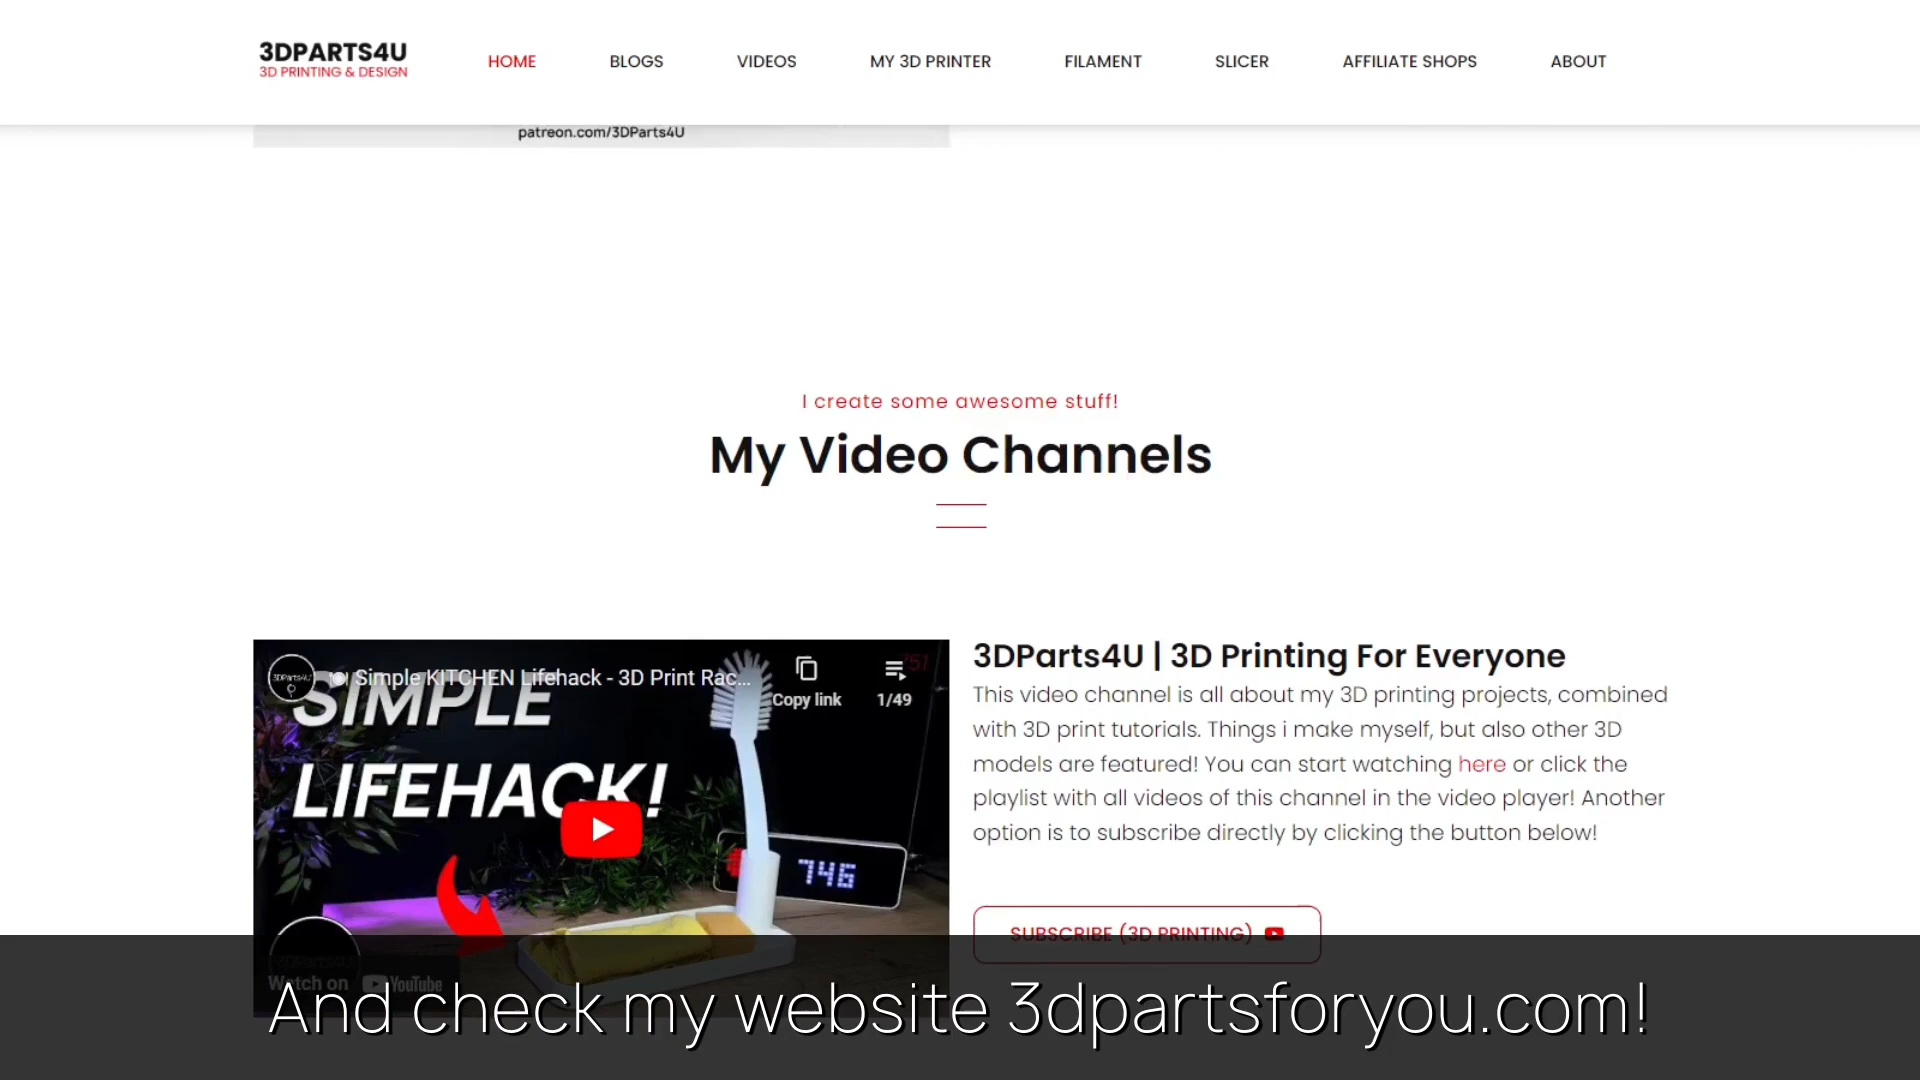 3DPARTS4U
3D PRINTING & DESIGN
HOME
BLOGS
VIDEOS
MY 3D PRINTER
FILAMENT
SLICER
AFFILIATE SHOPS
ABOUT
patreon.com/3DParts4U
I create some awesome stuff!
My Video Channels
Simple KITCHEN Lifehack - 3D Print Rac...
Copy link
1/49
SIMPLE
LIFEHACK!
746
Watch on YouTube
3DParts4U | 3D Printing For Everyone
This video channel is all about my 3D printing projects, combined
with 3D print tutorials. Things i make myself, but also other 3D
models are featured! You can start watching here or click the
playlist with all videos of this channel in the video player! Another
option is to subscribe directly by clicking the button below!
SUBSCRIBE (3D PRINTING)
And check my website 3dpartsforyou.com!